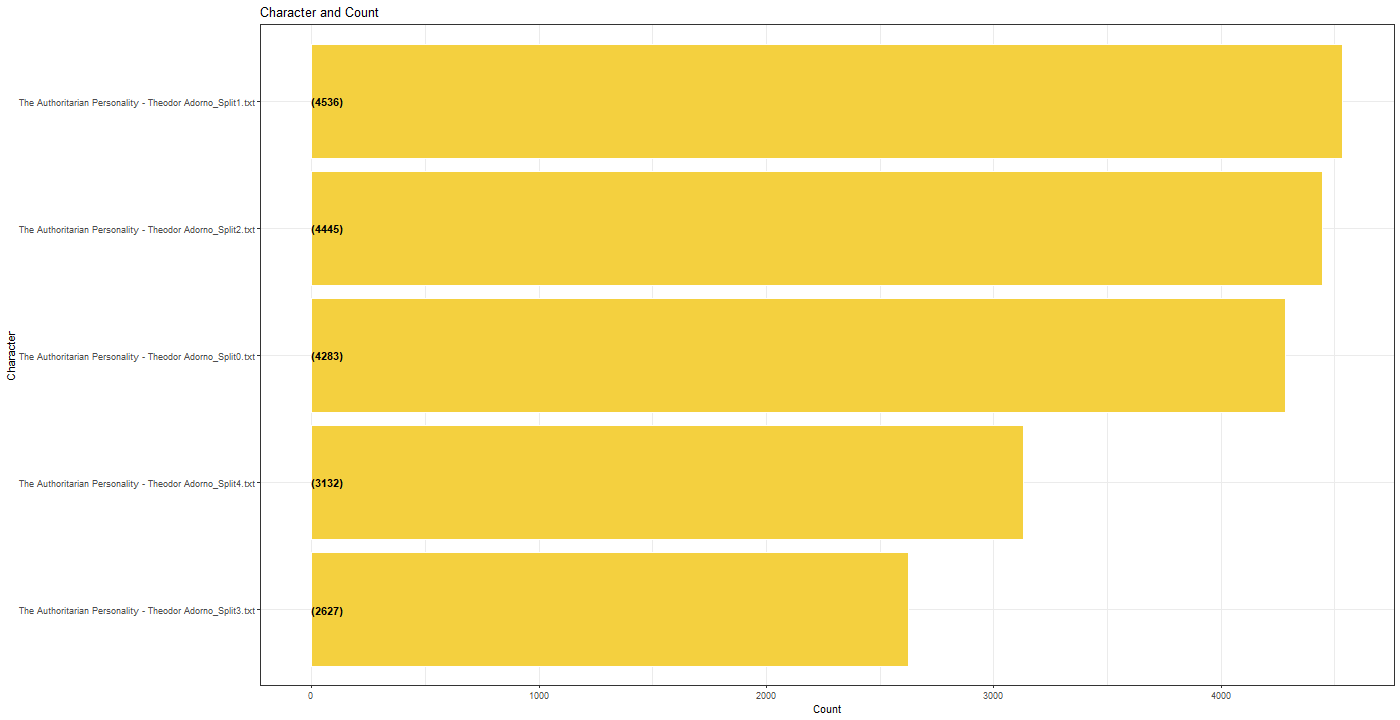 Character and Count
Character
The Authoritarian Personality - Theodor Adorno_Split1.txt
(4536)
The Authoritarian Personality - Theodor Adorno_Split2.txt
(4445)
The Authoritarian Personality - Theodor Adorno_Split0.txt
(4283)
The Authoritarian Personality - Theodor Adorno_Split4.txt
(3132)
The Authoritarian Personality - Theodor Adorno_Split3.txt
(2627)
0 1000 2000 3000 4000
Count